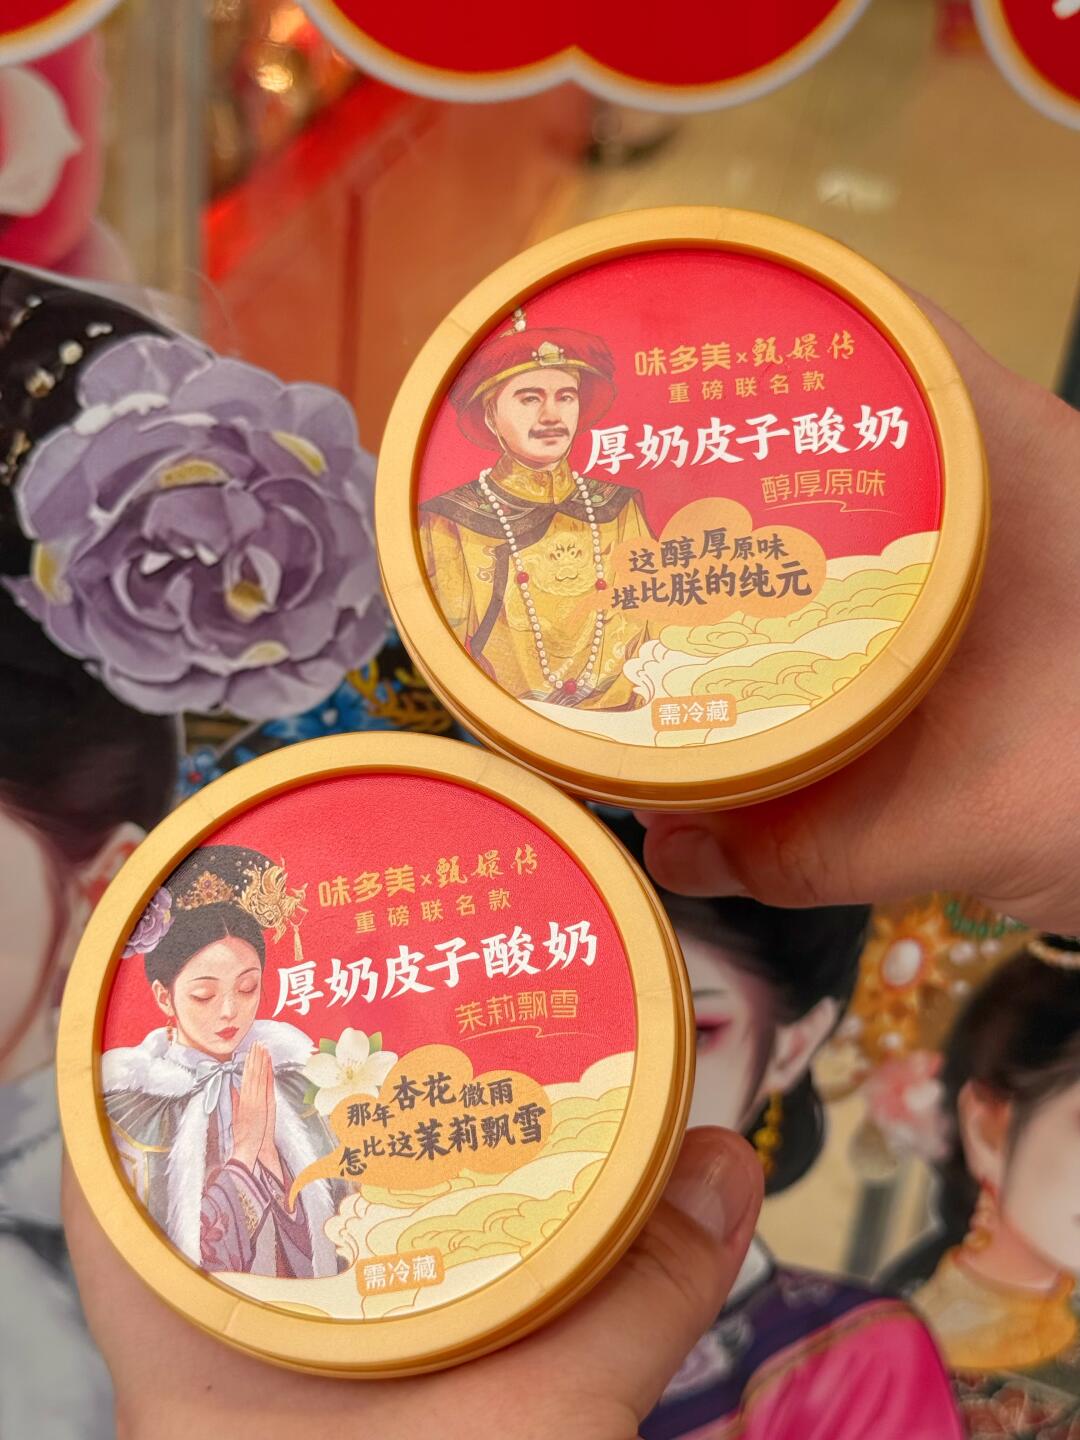 味多美×甄嬛传
重磅联名款
厚奶皮子酸奶
醇厚原味
这醇厚原味
堪比朕的纯元
需冷藏
味多美×甄嬛传
重磅联名款
厚奶皮子酸奶
茉莉飘雪
那年杏花微雨
怎比这茉莉飘雪
需冷藏